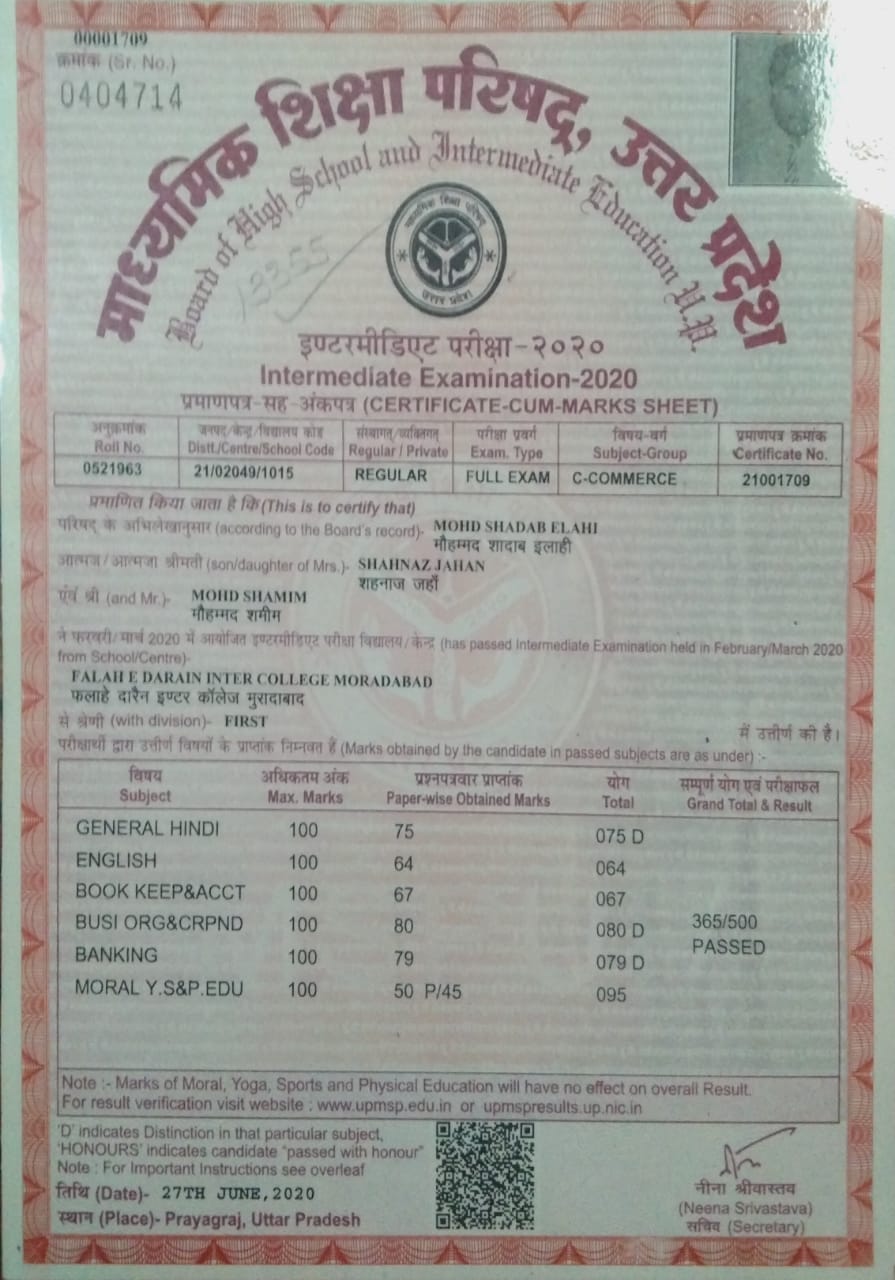 00001709
क्रमांक (Sr. No.)
0404714
माध्यमिक शिक्षा परिषद्, उत्तर प्रदेश
Board of High School and Intermediate Education U.P.
माध्यमिक शिक्षा परिषद्
उत्तर प्रदेश
13355
इण्टरमीडिएट परीक्षा-२०२०
Intermediate Examination-2020
प्रमाणपत्र-सह-अंकपत्र (CERTIFICATE-CUM-MARKS SHEET)
अनुक्रमांक जनपद/केन्द्र/विद्यालय कोड संस्थागत/व्यक्तिगत परीक्षा प्रवर्ग विषय-वर्ग प्रमाणपत्र क्रमांक
Roll No. Distt./Centre/School Code Regular / Private Exam. Type Subject-Group Certificate No.
0521963 21/02049/1015 REGULAR FULL EXAM C-COMMERCE 21001709
प्रमाणित किया जाता है कि (This is to certify that)
परिषद के अभिलेखानुसार (according to the Board's record)- MOHD SHADAB ELAHI
मौहम्मद शादाब इलाही
आत्मज/आत्मजा श्रीमती (son/daughter of Mrs.)- SHAHNAZ JAHAN
शहनाज जहाँ
एवं श्री (and Mr.)- MOHD SHAMIM
मौहम्मद शमीम
ने फरवरी/मार्च 2020 में आयोजित इण्टरमीडिएट परीक्षा विद्यालय/केन्द्र (has passed Intermediate Examination held in February/March 2020
from School/Centre)-
FALAH E DARAIN INTER COLLEGE MORADABAD
फलाहे दारैन इण्टर कॉलेज मुरादाबाद
से श्रेणी (with division)- FIRST में उत्तीर्ण की है।
परीक्षार्थी द्वारा उत्तीर्ण विषयों के प्राप्तांक निम्नवत हैं (Marks obtained by the candidate in passed subjects are as under) :-
विषय अधिकतम अंक प्रश्नपत्रवार प्राप्तांक योग सम्पूर्ण योग एवं परीक्षाफल
Subject Max. Marks Paper-wise Obtained Marks Total Grand Total & Result
GENERAL HINDI 100 75 075 D
ENGLISH 100 64 064
BOOK KEEP&ACCT 100 67 067
BUSI ORG&CRPND 100 80 080 D 365/500
BANKING 100 79 079 D PASSED
MORAL Y.S&P.EDU 100 50 P/45 095
Note :- Marks of Moral, Yoga, Sports and Physical Education will have no effect on overall Result.
For result verification visit website : www.upmsp.edu.in or upmspresults.up.nic.in
'D' indicates Distinction in that particular subject,
'HONOURS' indicates candidate "passed with honour"
Note : For Important Instructions see overleaf
तिथि (Date)- 27TH JUNE,2020
स्थान (Place)- Prayagraj, Uttar Pradesh
नीना श्रीवास्तव
(Neena Srivastava)
सचिव (Secretary)